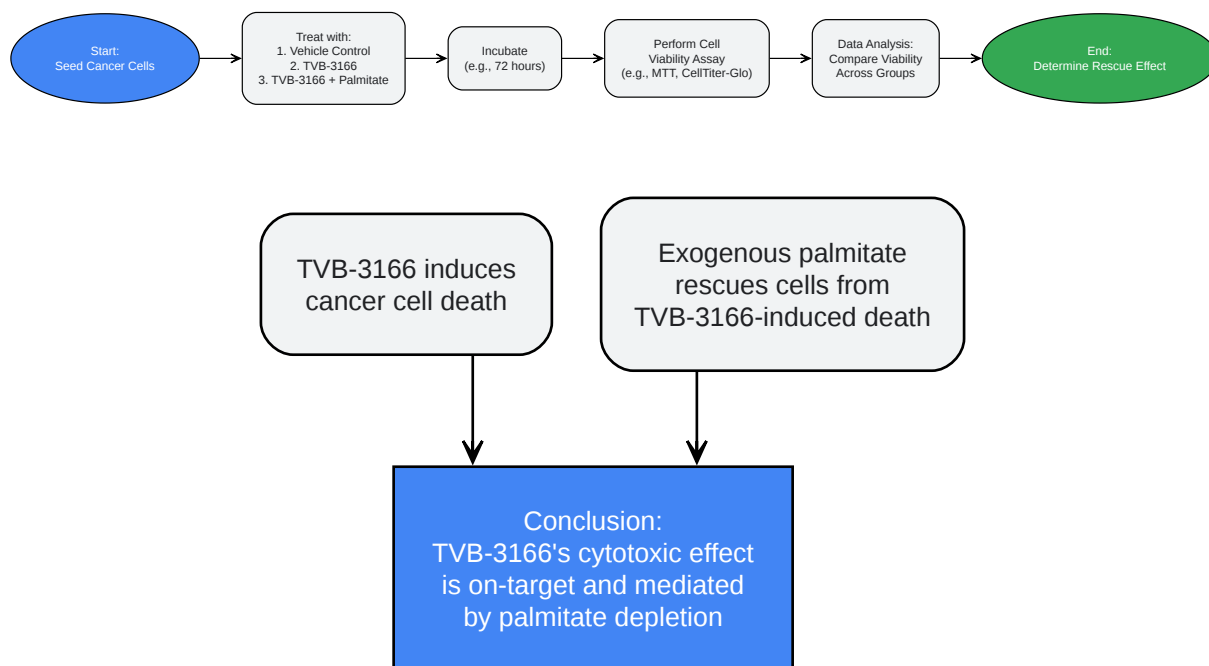 Start:
Seed Cancer Cells
Treat with:
1. Vehicle Control
2. TVB-3166
3. TVB-3166 + Palmitate
Incubate
(e.g., 72 hours)
Perform Cell
Viability Assay
(e.g., MTT, CellTiter-Glo)
Data Analysis:
Compare Viability
Across Groups
End:
Determine Rescue Effect
TVB-3166 induces
cancer cell death
Exogenous palmitate
rescues cells from
TVB-3166-induced death
Conclusion:
TVB-3166's cytotoxic effect
is on-target and mediated
by palmitate depletion